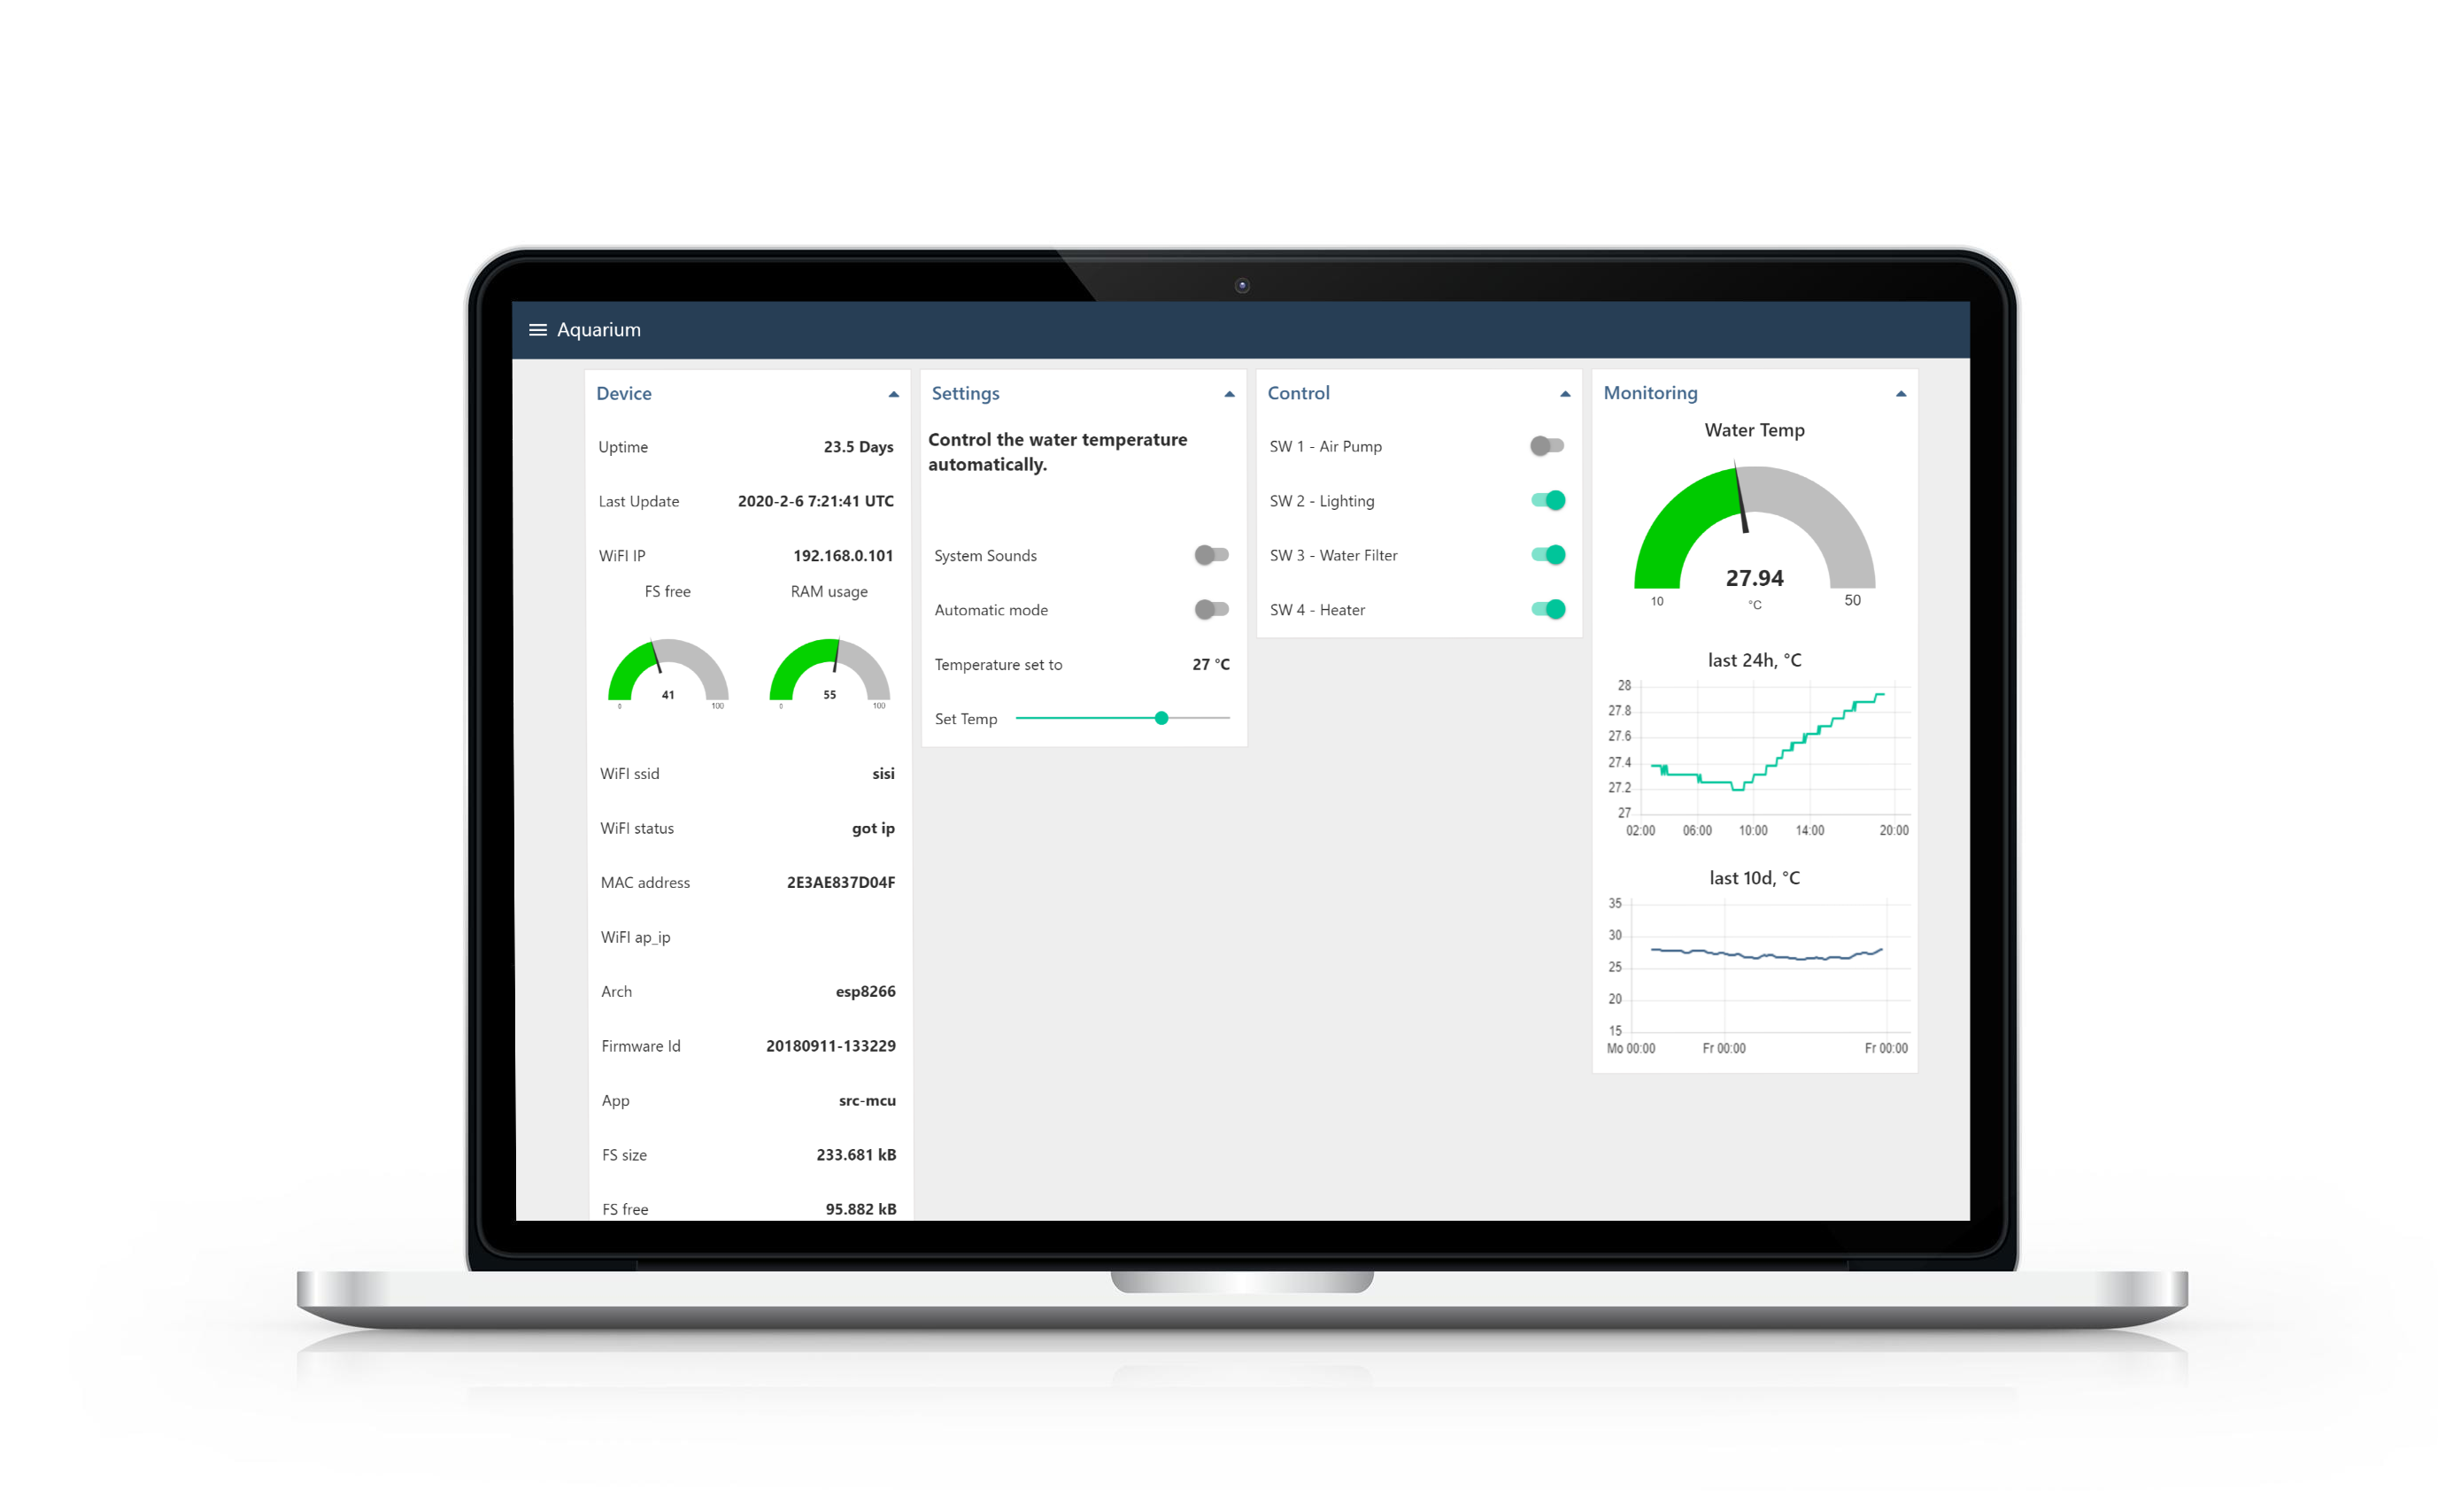 Aquarium
Device
Uptime 23.5 Days
Last Update 2020-2-6 7:21:41 UTC
WiFI IP 192.168.0.101
FS free RAM usage
41 55
0 100 0 100
WiFI ssid sisi
WiFI status got ip
MAC address 2E3AE837D04F
WiFI ap_ip
Arch esp8266
Firmware Id 20180911-133229
App src-mcu
FS size 233.681 kB
FS free 95.882 kB
Settings
Control the water temperature
automatically.
System Sounds
Automatic mode
Temperature set to 27 °C
Set Temp
Control
SW 1 - Air Pump
SW 2 - Lighting
SW 3 - Water Filter
SW 4 - Heater
Monitoring
Water Temp
27.94
10 °C 50
last 24h, °C
28
27.8
27.6
27.4
27.2
27
02:00 06:00 10:00 14:00 20:00
last 10d, °C
35
30
25
20
15
Mo 00:00 Fr 00:00 Fr 00:00